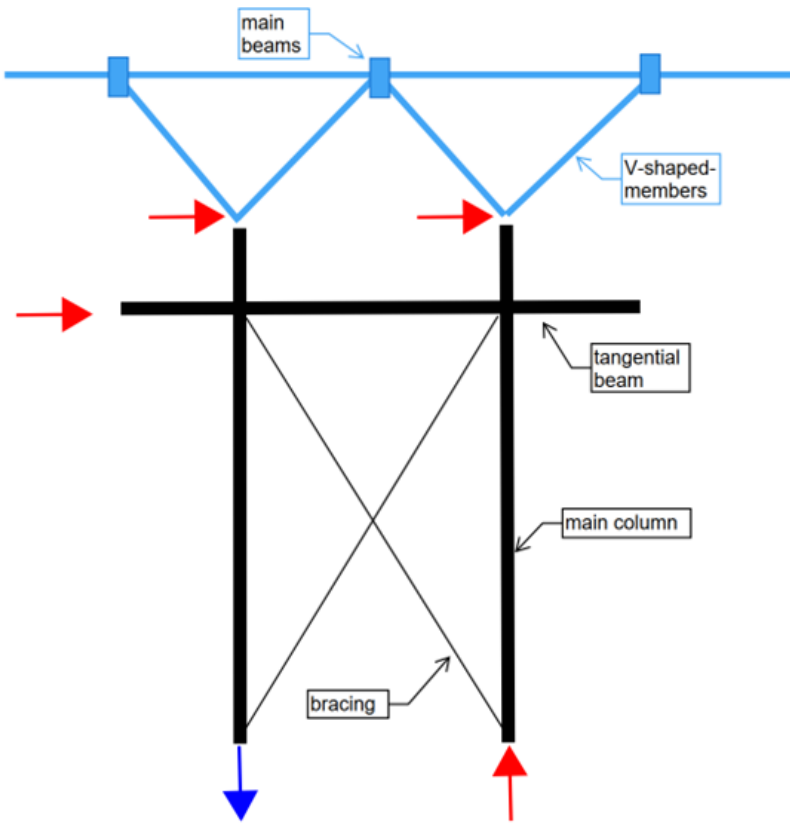 main
beams
V-shaped-
members
tangential
beam
main column
bracing